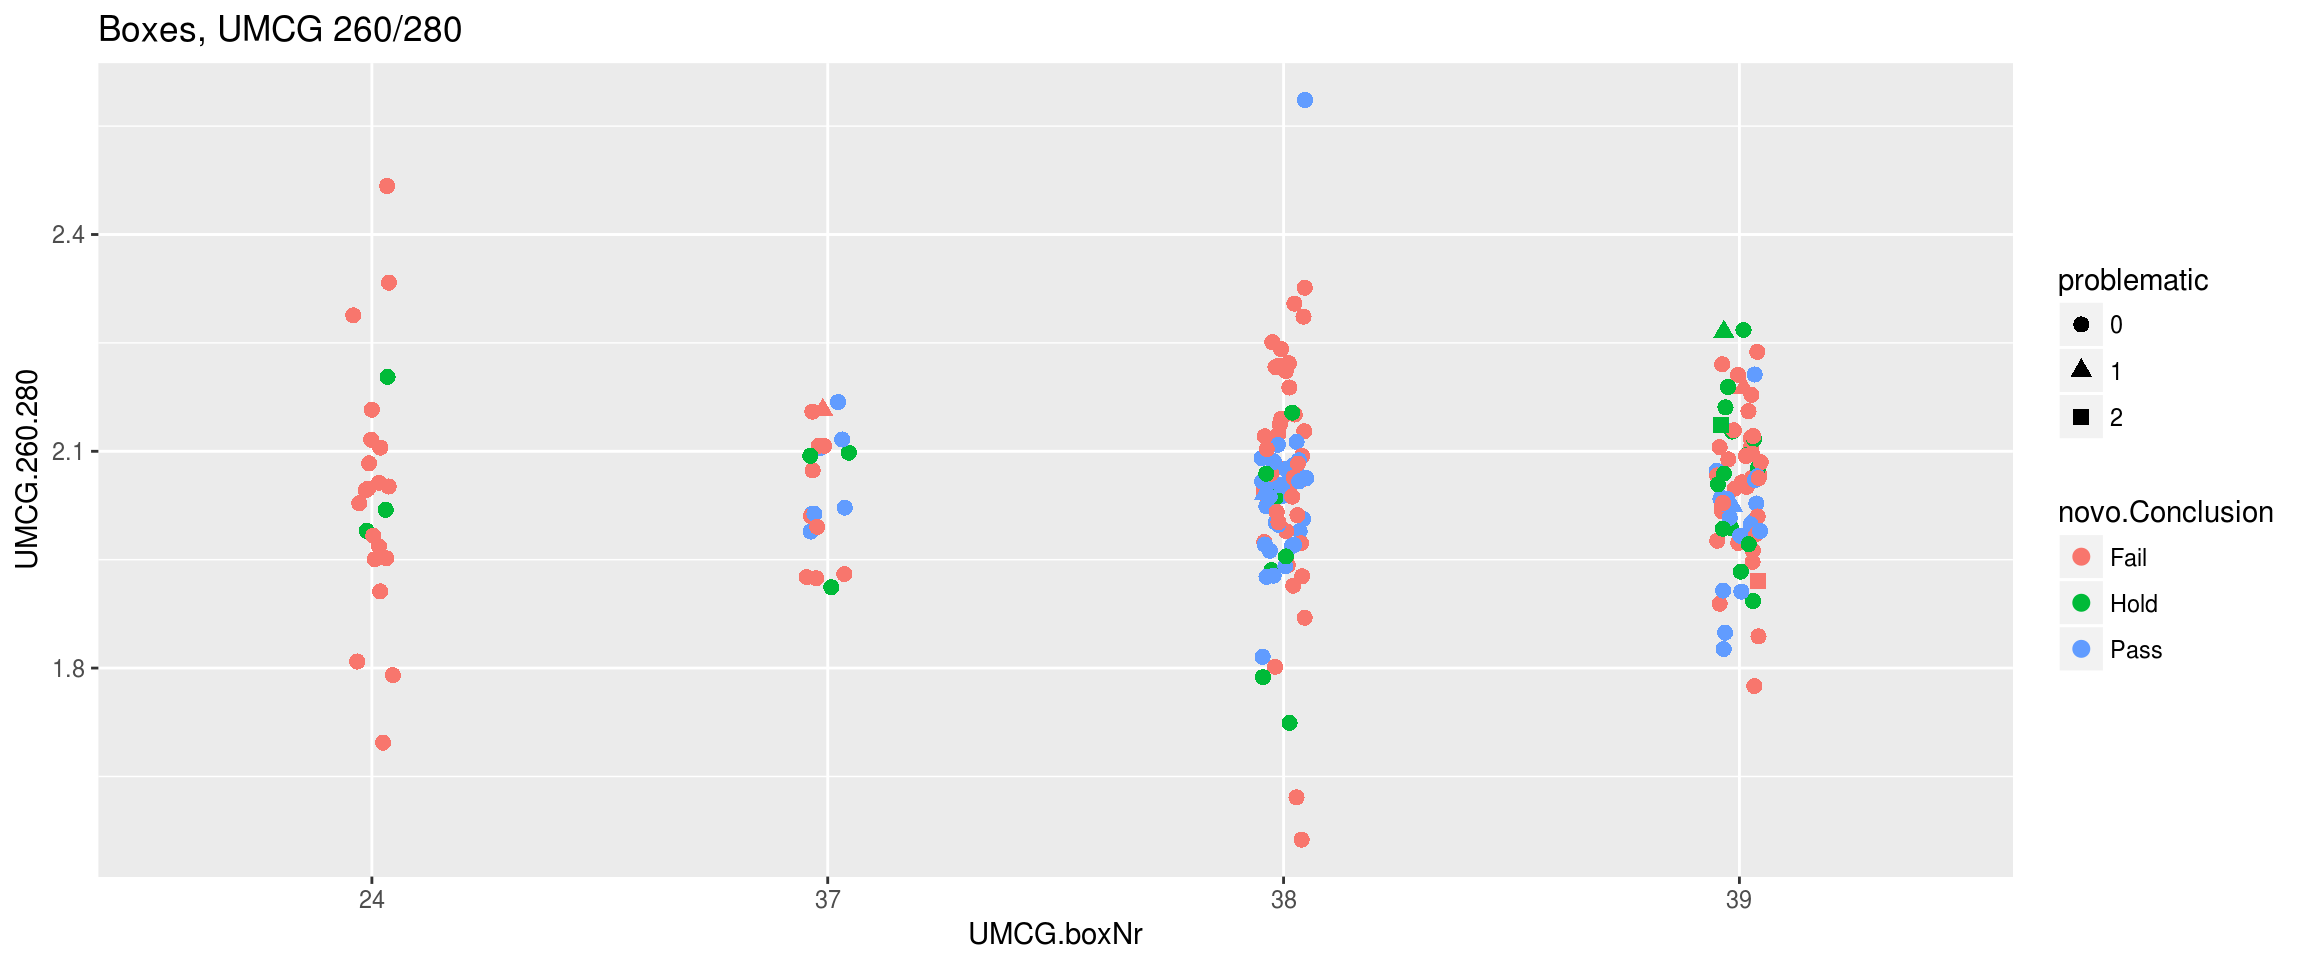 Boxes, UMCG 260/280
UMCG.260.280
2.4
2.1
1.8
24
37
38
39
UMCG.boxNr
problematic
0
1
2
novo.Conclusion
Fail
Hold
Pass